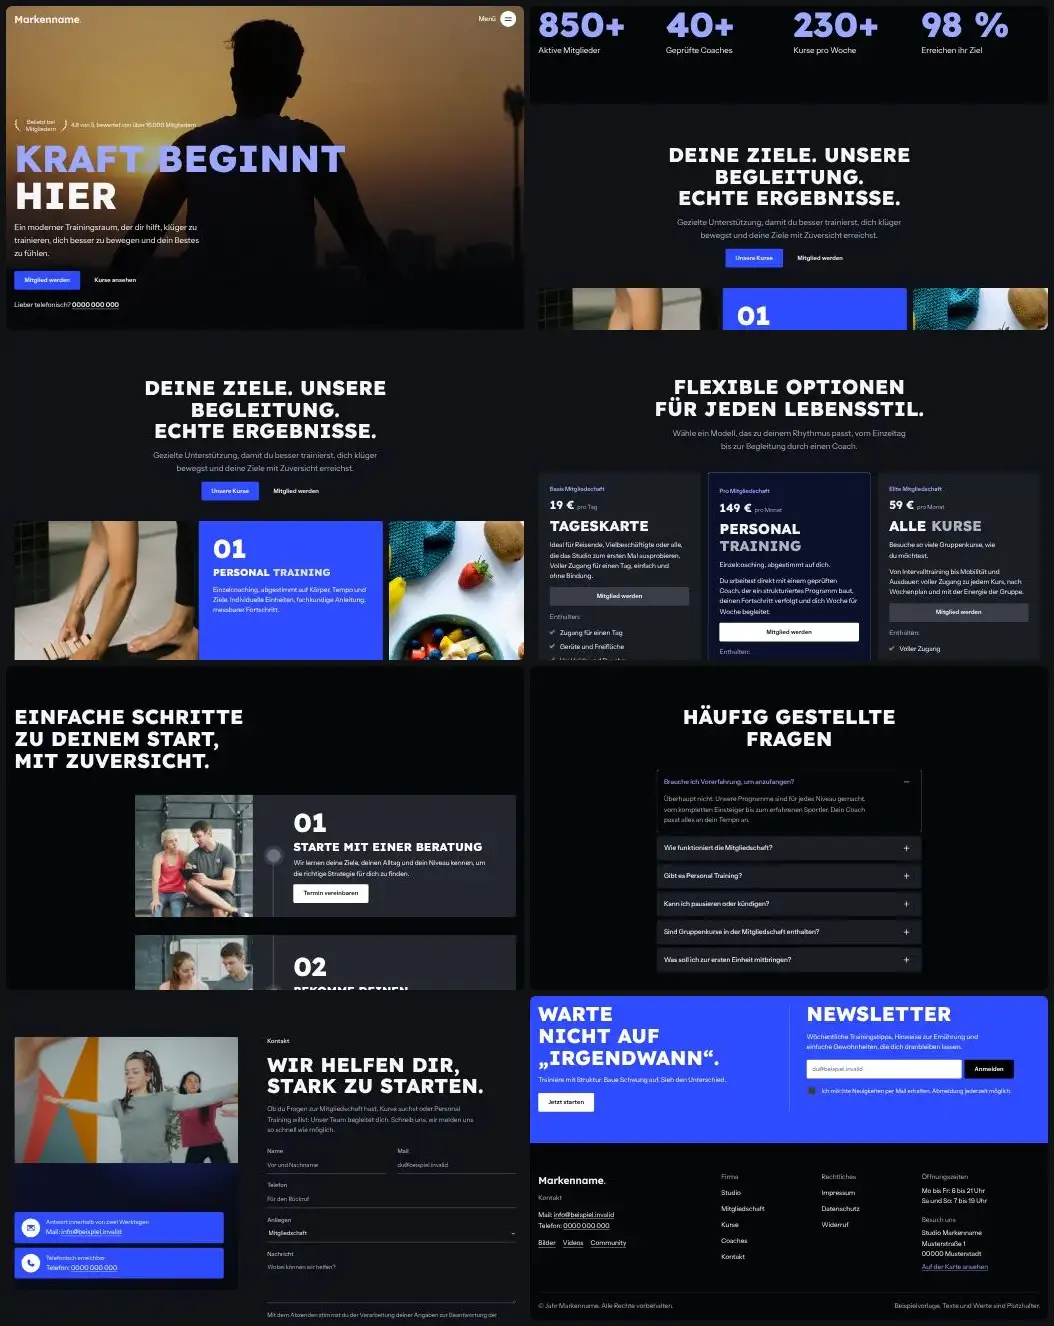 Markenname.
Menü
Beliebt bei
Mitgliedern
4,8 von 5, bewertet von über 16.000 Mitgliedern
KRAFT BEGINNT
HIER
Ein moderner Trainingsraum, der dir hilft, klüger zu
trainieren, dich besser zu bewegen und dein Bestes
zu fühlen.
Mitglied werden
Kurse ansehen
Lieber telefonisch? 0000 000 000
850+
40+
230+
98 %
Aktive Mitglieder
Geprüfte Coaches
Kurse pro Woche
Erreichen ihr Ziel
DEINE ZIELE. UNSERE
BEGLEITUNG.
ECHTE ERGEBNISSE.
Gezielte Unterstützung, damit du besser trainierst, dich klüger
bewegst und deine Ziele mit Zuversicht erreichst.
Unsere Kurse
Mitglied werden
01
DEINE ZIELE. UNSERE
BEGLEITUNG.
ECHTE ERGEBNISSE.
Gezielte Unterstützung, damit du besser trainierst, dich klüger
bewegst und deine Ziele mit Zuversicht erreichst.
Unsere Kurse
Mitglied werden
01
PERSONAL TRAINING
Einzelcoaching, abgestimmt auf Körper, Tempo und
Ziele. Individuelle Einheiten, fachkundige Anleitung,
messbarer Fortschritt.
FLEXIBLE OPTIONEN
FÜR JEDEN LEBENSSTIL.
Wähle ein Modell, das zu deinem Rhythmus passt, vom Einzeltag
bis zur Begleitung durch einen Coach.
Basis Mitgliedschaft
19 € pro Tag
TAGESKARTE
Ideal für Reisende, Vielbeschäftigte oder alle,
die das Studio zum ersten Mal ausprobieren.
Voller Zugang für einen Tag, einfach und
ohne Bindung.
Mitglied werden
Enthalten:
Zugang für einen Tag
Geräte und Freifläche
Pro Mitgliedschaft
149 € pro Monat
PERSONAL
TRAINING
Einzelcoaching, abgestimmt auf dich.
Du arbeitest direkt mit einem geprüften
Coach, der ein strukturiertes Programm baut,
deinen Fortschritt verfolgt und dich Woche für
Woche begleitet.
Mitglied werden
Enthalten:
Elite Mitgliedschaft
59 € pro Monat
ALLE KURSE
Besuche so viele Gruppenkurse, wie
du möchtest.
Von Intervalltraining bis Mobilität und
Ausdauer: voller Zugang zu jedem Kurs, nach
Wochenplan und mit der Energie der Gruppe.
Mitglied werden
Enthalten:
Voller Zugang
EINFACHE SCHRITTE
ZU DEINEM START,
MIT ZUVERSICHT.
01
STARTE MIT EINER BERATUNG
Wir lernen deine Ziele, deinen Alltag und dein Niveau kennen, um
die richtige Strategie für dich zu finden.
Termin vereinbaren
02
BEKOMME DEINEN
HÄUFIG GESTELLTE
FRAGEN
Brauche ich Vorerfahrung, um anzufangen?
Überhaupt nicht. Unsere Programme sind für jedes Niveau gemacht,
vom kompletten Einsteiger bis zum erfahrenen Sportler. Dein Coach
passt alles an dein Tempo an.
Wie funktioniert die Mitgliedschaft?
Gibt es Personal Training?
Kann ich pausieren oder kündigen?
Sind Gruppenkurse in der Mitgliedschaft enthalten?
Was soll ich zur ersten Einheit mitbringen?
Antwort innerhalb von zwei Werktagen
Mail: info@beispiel.invalid
Telefonisch erreichbar
Telefon: 0000 000 000
Kontakt
WIR HELFEN DIR,
STARK ZU STARTEN.
Ob du Fragen zur Mitgliedschaft hast, Kurse suchst oder Personal
Training willst: Unser Team begleitet dich. Schreib uns, wir melden uns
so schnell wie möglich.
Name
Mail
Vor und Nachname
du@beispiel.invalid
Telefon
Für den Rückruf
Anliegen
Mitgliedschaft
Nachricht
Wobei können wir helfen?
Mit dem Absenden stimmst du der Verarbeitung deiner Angaben zur Beantwortung der
WARTE
NICHT AUF
„IRGENDWANN“.
Trainiere mit Struktur. Baue Schwung auf. Sieh den Unterschied.
Jetzt starten
NEWSLETTER
Wöchentliche Trainingstipps, Hinweise zur Ernährung und
einfache Gewohnheiten, die dich dranbleiben lassen.
du@beispiel.invalid
Anmelden
Ich möchte Neuigkeiten per Mail erhalten. Abmeldung jederzeit möglich.
Markenname.
Kontakt
Mail: info@beispiel.invalid
Telefon: 0000 000 000
Bilder
Videos
Community
Firma
Studio
Mitgliedschaft
Kurse
Coaches
Kontakt
Rechtliches
Impressum
Datenschutz
Widerruf
Öffnungszeiten
Mo bis Fr: 6 bis 21 Uhr
Sa und So: 7 bis 19 Uhr
Besuch uns
Studio Markenname
Musterstraße 1
00000 Musterstadt
Auf der Karte ansehen
© Jahr Markenname. Alle Rechte vorbehalten.
Beispielvorlage, Texte und Werte sind Platzhalter.